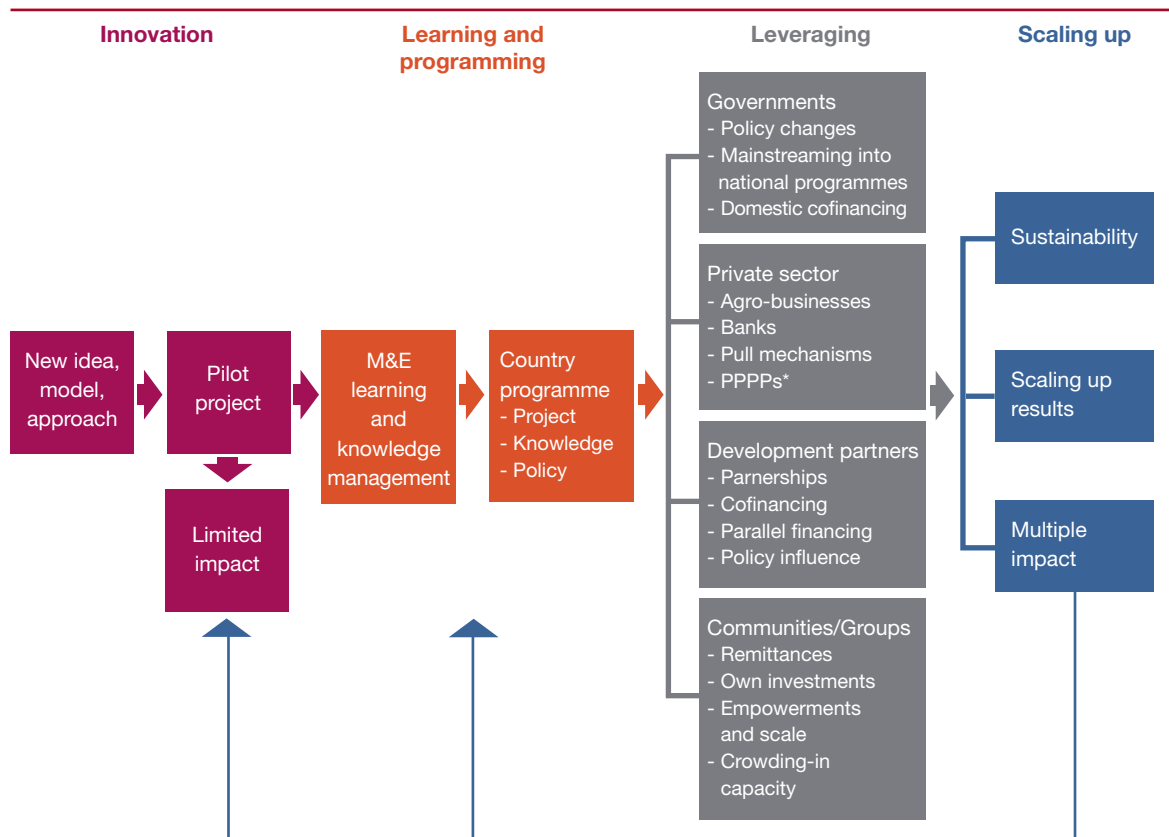 Innovation
Learning and
programming
Leveraging
Scaling up
New idea,
model,
approach
Pilot
project
Limited
impact
M&E
learning
and
knowledge
management
Country
programme
- Project
- Knowledge
- Policy
Governments
- Policy changes
- Mainstreaming into
national programmes
- Domestic cofinancing
Private sector
- Agro-businesses
- Banks
- Pull mechanisms
- PPPPs*
Development partners
- Parnerships
- Cofinancing
- Parallel financing
- Policy influence
Communities/Groups
- Remittances
- Own investments
- Empowerments
and scale
- Crowding-in
capacity
Sustainability
Scaling up
results
Multiple
impact